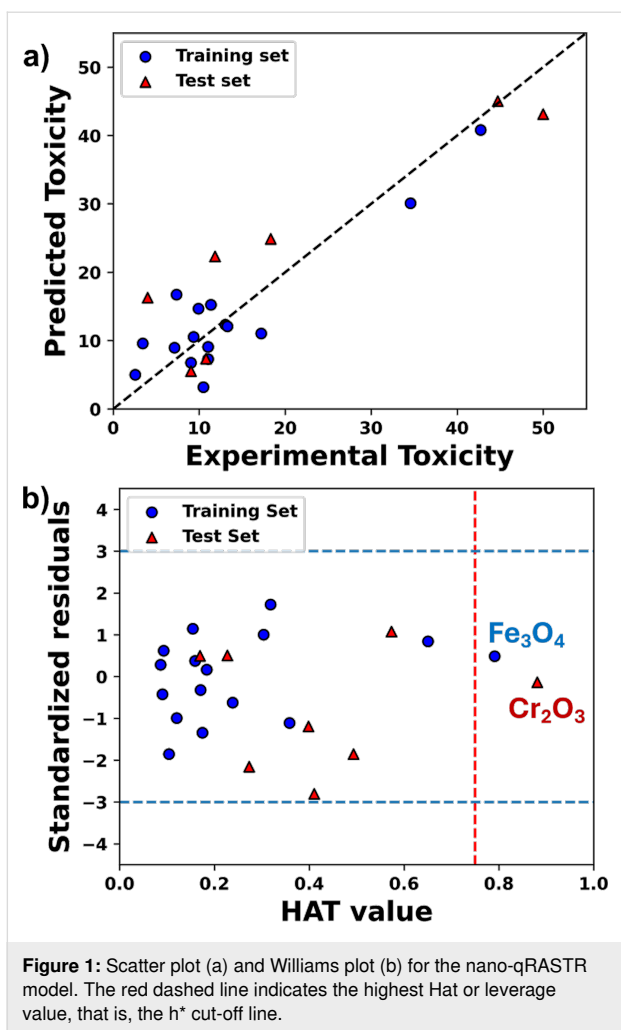 a)
Training set
Test set
50
40
30
20
10
0
Predicted Toxicity
0 10 20 30 40 50
Experimental Toxicity
b)
Training Set
Test Set
4
3
2
1
0
−1
−2
−3
−4
Standardized residuals
Fe₃O₄
Cr₂O₃
0.0 0.2 0.4 0.6 0.8 1.0
HAT value
Figure 1: Scatter plot (a) and Williams plot (b) for the nano-qRASTR
model. The red dashed line indicates the highest Hat or leverage
value, that is, the h* cut-off line.